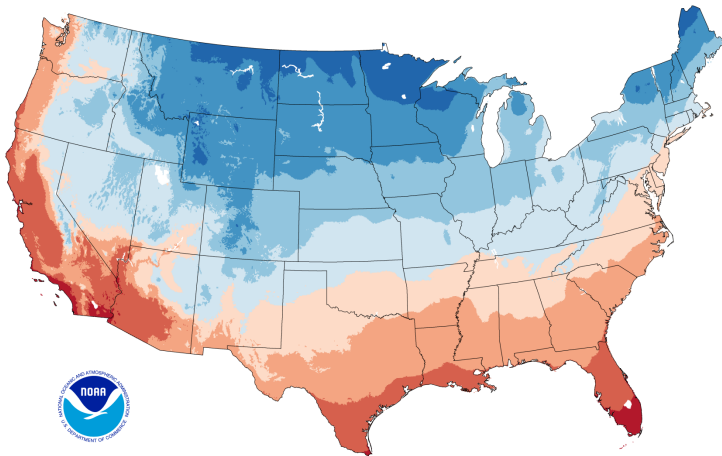 NATIONAL OCEANIC AND ATMOSPHERIC ADMINISTRATION
NOAA
U.S. DEPARTMENT OF COMMERCE